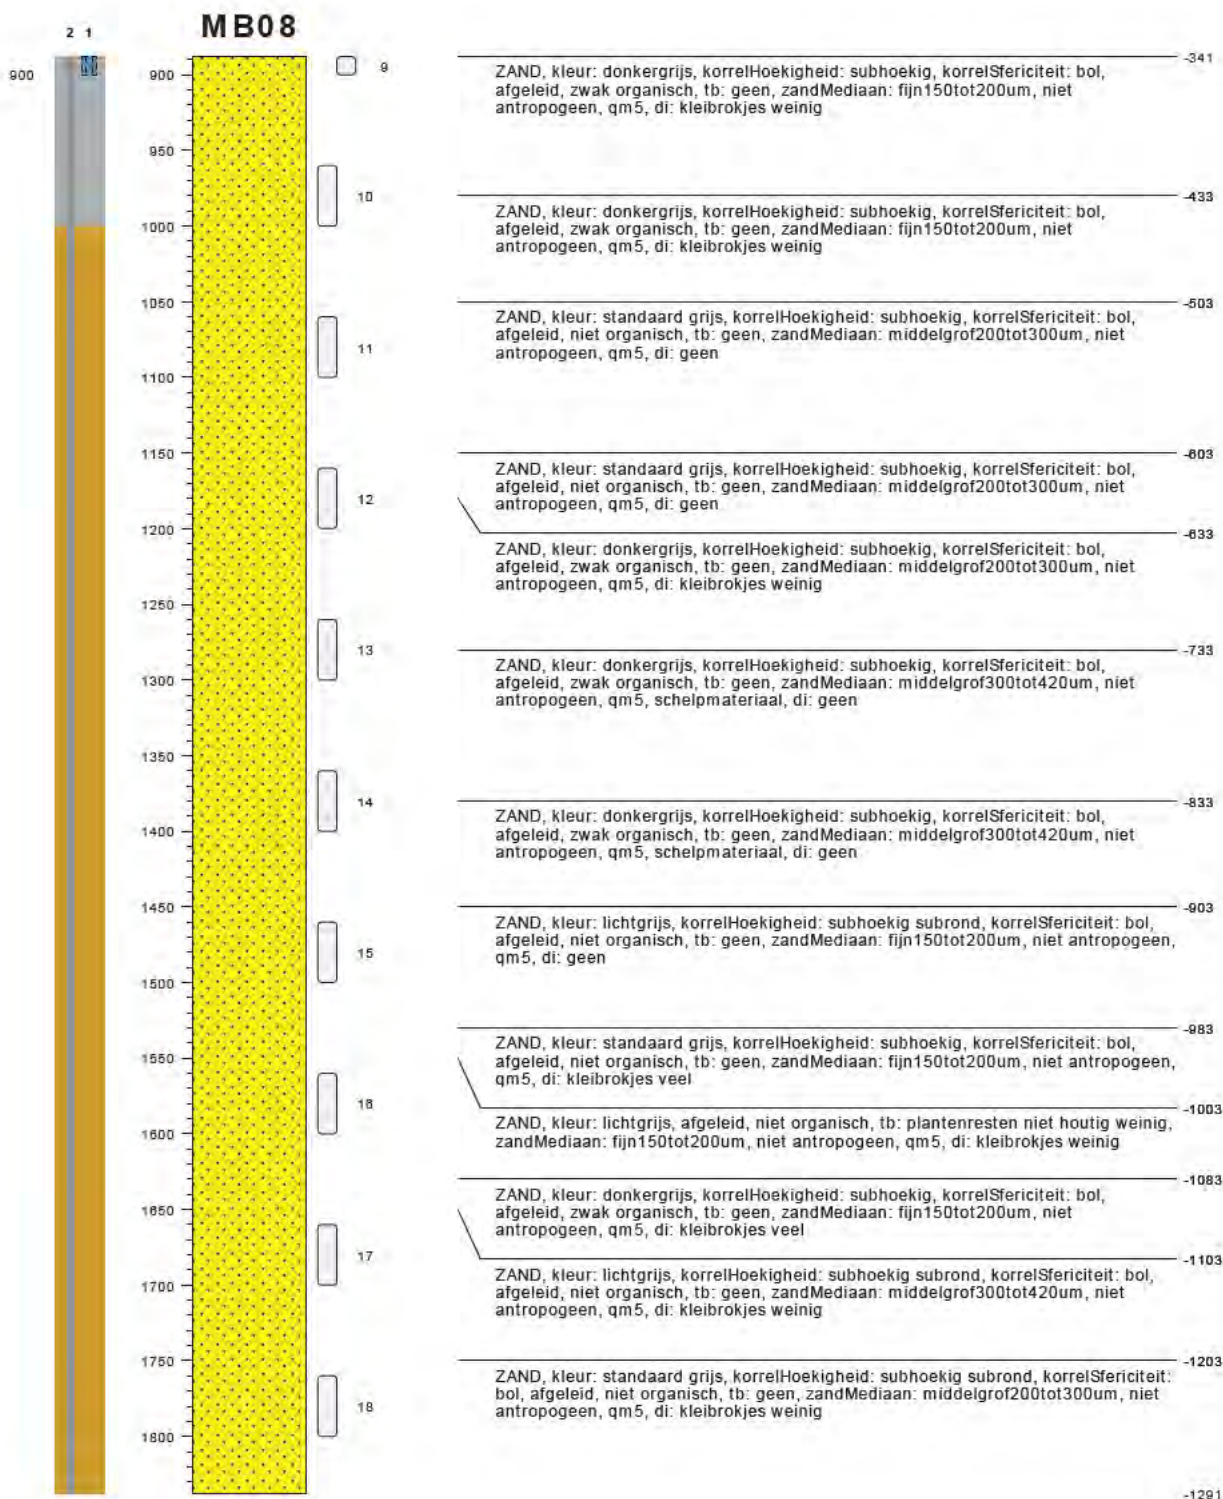 MB08
2 1
900
900
9
-341
ZAND, kleur: donkergrijs, korrelHoekigheid: subhoekig, korrelSfericiteit: bol,
afgeleid, zwak organisch, tb: geen, zandMediaan: fijn150tot200um, niet
antropogeen, qm5, di: kleibrokjes weinig
950
10
-433
1000
ZAND, kleur: donkergrijs, korrelHoekigheid: subhoekig, korrelSfericiteit: bol,
afgeleid, zwak organisch, tb: geen, zandMediaan: fijn150tot200um, niet
antropogeen, qm5, di: kleibrokjes weinig
1050
-503
ZAND, kleur: standaard grijs, korrelHoekigheid: subhoekig, korrelSfericiteit: bol,
afgeleid, niet organisch, tb: geen, zandMediaan: middelgrof200tot300um, niet
antropogeen, qm5, di: geen
11
1100
1150
-603
ZAND, kleur: standaard grijs, korrelHoekigheid: subhoekig, korrelSfericiteit: bol,
afgeleid, niet organisch, tb: geen, zandMediaan: middelgrof200tot300um, niet
antropogeen, qm5, di: geen
12
1200
-633
ZAND, kleur: donkergrijs, korrelHoekigheid: subhoekig, korrelSfericiteit: bol,
afgeleid, zwak organisch, tb: geen, zandMediaan: middelgrof200tot300um, niet
antropogeen, qm5, di: kleibrokjes weinig
1250
13
-733
1300
ZAND, kleur: donkergrijs, korrelHoekigheid: subhoekig, korrelSfericiteit: bol,
afgeleid, zwak organisch, tb: geen, zandMediaan: middelgrof300tot420um, niet
antropogeen, qm5, schelpmateriaal, di: geen
1350
14
-833
1400
ZAND, kleur: donkergrijs, korrelHoekigheid: subhoekig, korrelSfericiteit: bol,
afgeleid, zwak organisch, tb: geen, zandMediaan: middelgrof300tot420um, niet
antropogeen, qm5, schelpmateriaal, di: geen
1450
-903
ZAND, kleur: lichtgrijs, korrelHoekigheid: subhoekig subrond, korrelSfericiteit: bol,
afgeleid, niet organisch, tb: geen, zandMediaan: fijn150tot200um, niet antropogeen,
qm5, di: geen
15
1500
-983
ZAND, kleur: standaard grijs, korrelHoekigheid: subhoekig, korrelSfericiteit: bol,
afgeleid, niet organisch, tb: geen, zandMediaan: fijn150tot200um, niet antropogeen,
qm5, di: kleibrokjes veel
1550
16
-1003
1600
ZAND, kleur: lichtgrijs, afgeleid, niet organisch, tb: plantenresten niet houtig weinig,
zandMediaan: fijn150tot200um, niet antropogeen, qm5, di: kleibrokjes weinig
-1083
1650
ZAND, kleur: donkergrijs, korrelHoekigheid: subhoekig, korrelSfericiteit: bol,
afgeleid, zwak organisch, tb: geen, zandMediaan: fijn150tot200um, niet
antropogeen, qm5, di: kleibrokjes veel
17
-1103
1700
ZAND, kleur: lichtgrijs, korrelHoekigheid: subhoekig subrond, korrelSfericiteit: bol,
afgeleid, niet organisch, tb: geen, zandMediaan: middelgrof300tot420um, niet
antropogeen, qm5, di: kleibrokjes weinig
1750
-1203
ZAND, kleur: standaard grijs, korrelHoekigheid: subhoekig subrond, korrelSfericiteit:
bol, afgeleid, niet organisch, tb: geen, zandMediaan: middelgrof200tot300um, niet
antropogeen, qm5, di: kleibrokjes weinig
18
1800
-1291